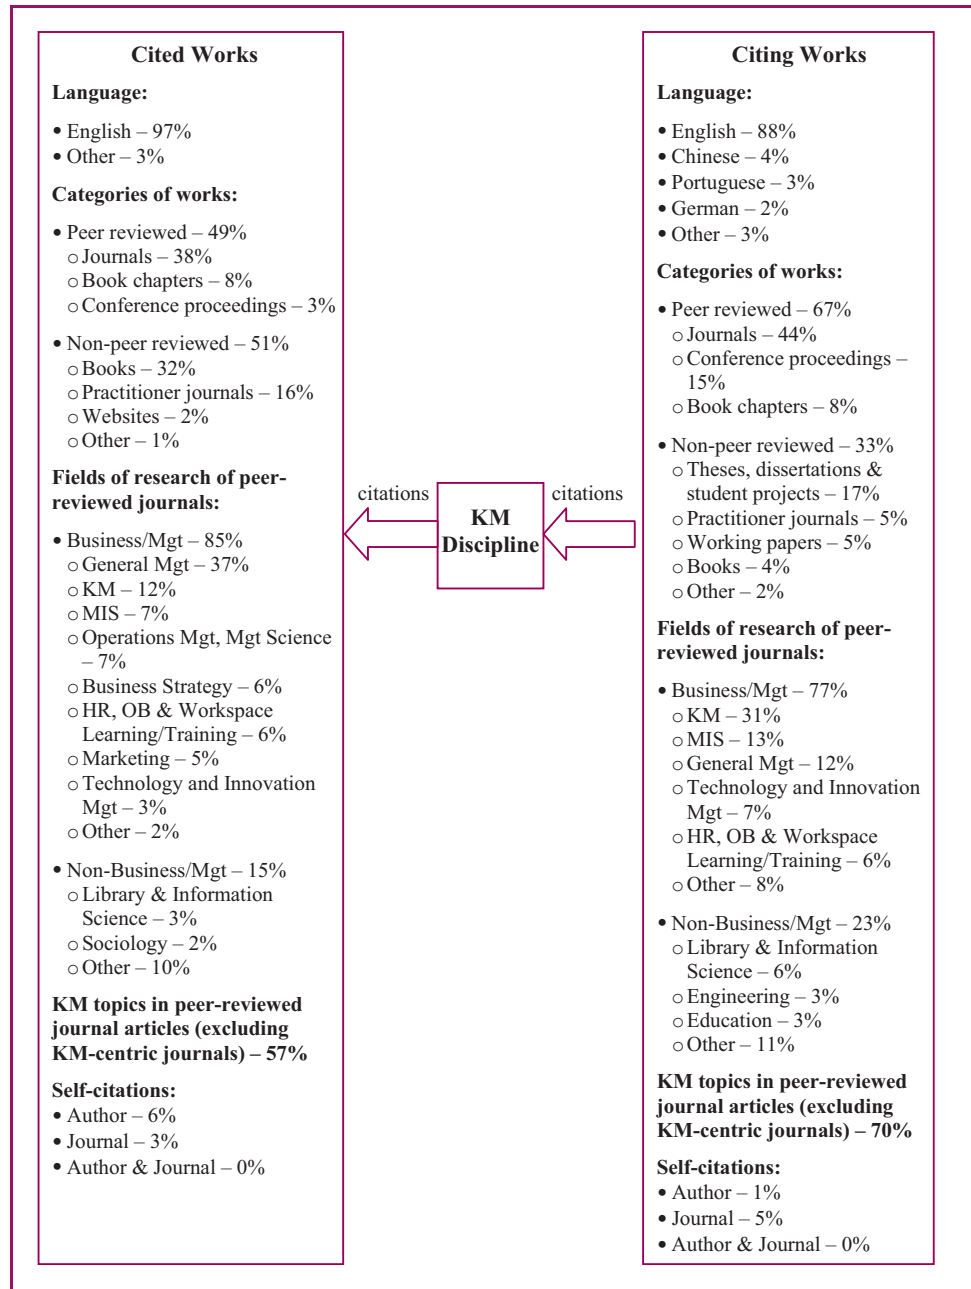 Cited Works
Language:
• English – 97%
• Other – 3%
Categories of works:
• Peer reviewed – 49%
o Journals – 38%
o Book chapters – 8%
o Conference proceedings – 3%
• Non-peer reviewed – 51%
o Books – 32%
o Practitioner journals – 16%
o Websites – 2%
o Other – 1%
Fields of research of peer-
reviewed journals:
• Business/Mgt – 85%
o General Mgt – 37%
o KM – 12%
o MIS – 7%
o Operations Mgt, Mgt Science
– 7%
o Business Strategy – 6%
o HR, OB & Workspace
Learning/Training – 6%
o Marketing – 5%
o Technology and Innovation
Mgt – 3%
o Other – 2%
• Non-Business/Mgt – 15%
o Library & Information
Science – 3%
o Sociology – 2%
o Other – 10%
KM topics in peer-reviewed
journal articles (excluding
KM-centric journals) – 57%
Self-citations:
• Author – 6%
• Journal – 3%
• Author & Journal – 0%
citations
KM
Discipline
citations
Citing Works
Language:
• English – 88%
• Chinese – 4%
• Portuguese – 3%
• German – 2%
• Other – 3%
Categories of works:
• Peer reviewed – 67%
o Journals – 44%
o Conference proceedings –
15%
o Book chapters – 8%
• Non-peer reviewed – 33%
o Theses, dissertations &
student projects – 17%
o Practitioner journals – 5%
o Working papers – 5%
o Books – 4%
o Other – 2%
Fields of research of peer-
reviewed journals:
• Business/Mgt – 77%
o KM – 31%
o MIS – 13%
o General Mgt – 12%
o Technology and Innovation
Mgt – 7%
o HR, OB & Workspace
Learning/Training – 6%
o Other – 8%
• Non-Business/Mgt – 23%
o Library & Information
Science – 6%
o Engineering – 3%
o Education – 3%
o Other – 11%
KM topics in peer-reviewed
journal articles (excluding
KM-centric journals) – 70%
Self-citations:
• Author – 1%
• Journal – 5%
• Author & Journal – 0%